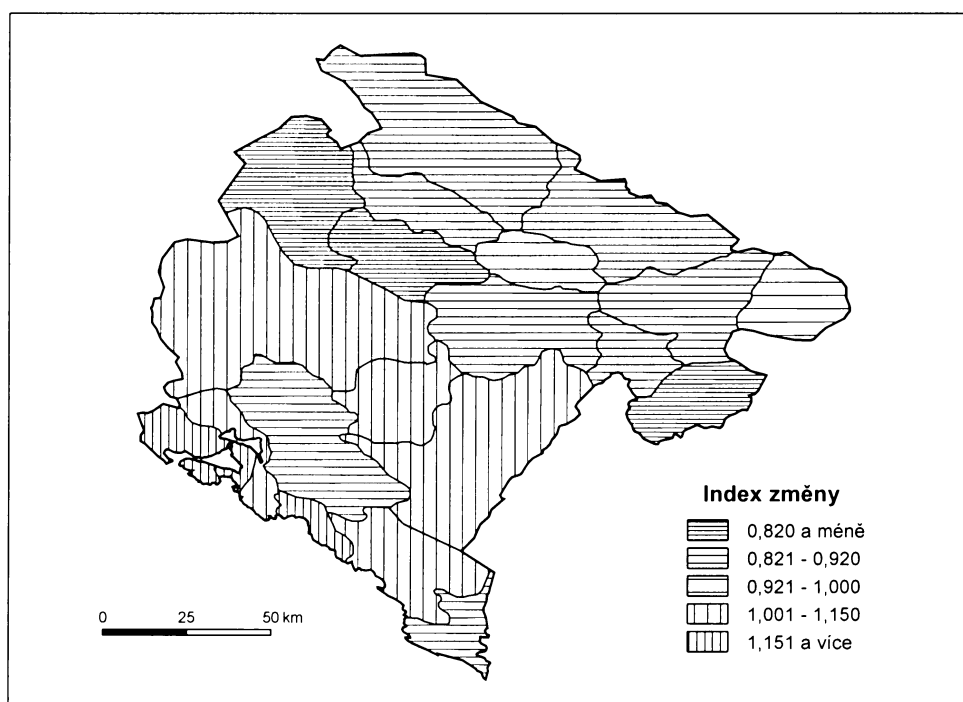 Index změny
0,820 a méně
0,821 - 0,920
0,921 - 1,000
1,001 - 1,150
1,151 a více
0 25 50 km